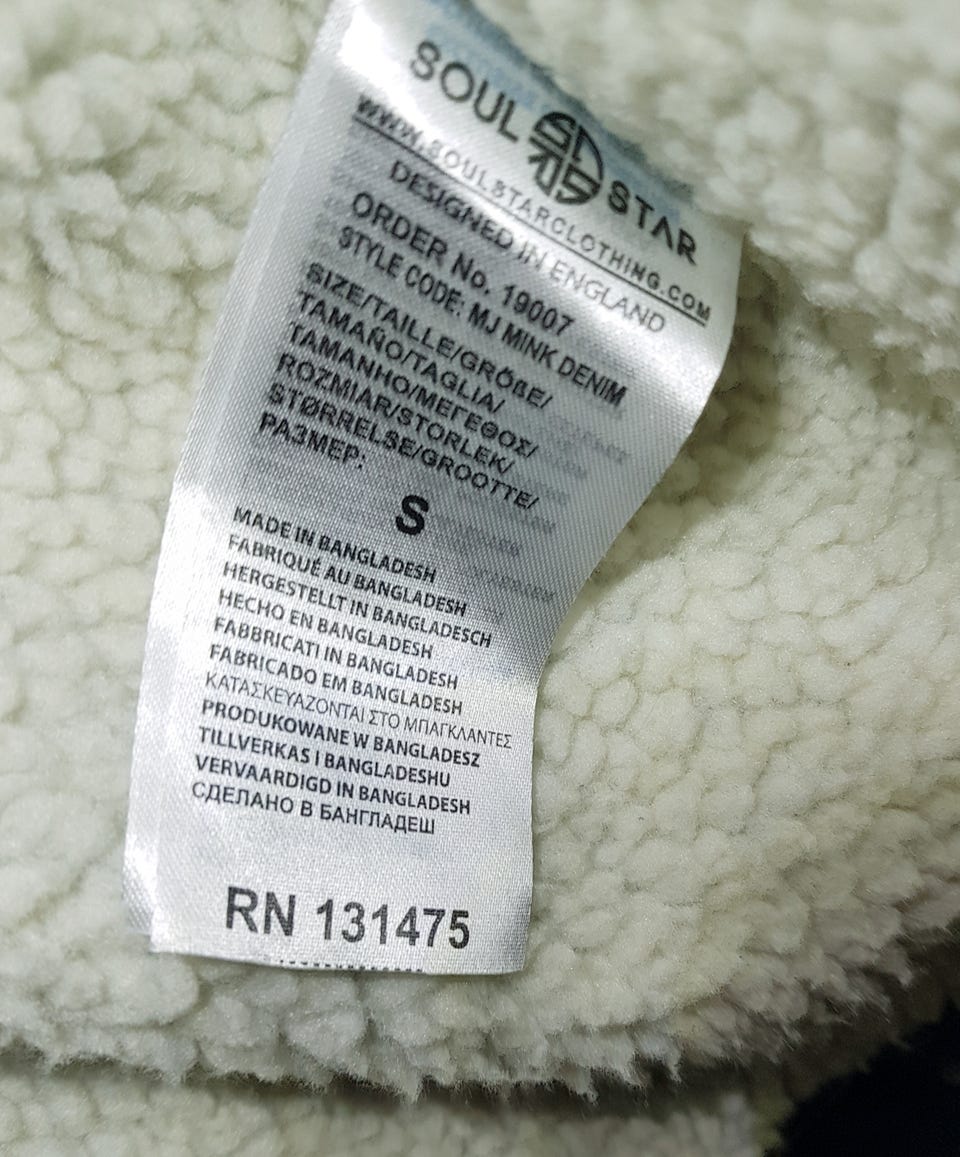 SOUL STAR
WWW.SOULSTARCLOTHING.COM
DESIGNED IN ENGLAND
ORDER No. 19007
STYLE CODE: MJ MINK DENIM
SIZE/TAILLE/GRÖßE/
TAMAÑO/TAGLIA/
TAMANHO/ΜΕΓΕΘΟΣ/
ROZMIAR/STORLEK/
STØRRELSE/GROOTTE/
РАЗМЕР:
S
MADE IN BANGLADESH
FABRIQUÉ AU BANGLADESH
HERGESTELLT IN BANGLADESCH
HECHO EN BANGLADESH
FABBRICATI IN BANGLADESH
FABRICADO EM BANGLADESH
ΚΑΤΑΣΚΕΥΑΖΟΝΤΑΙ ΣΤΟ ΜΠΑΓΚΛΑΝΤΕΣ
PRODUKOWANE W BANGLADESZ
TILLVERKAS I BANGLADESHU
VERVAARDIGD IN BANGLADESH
СДЕЛАНО В БАНГЛАДЕШ
RN 131475